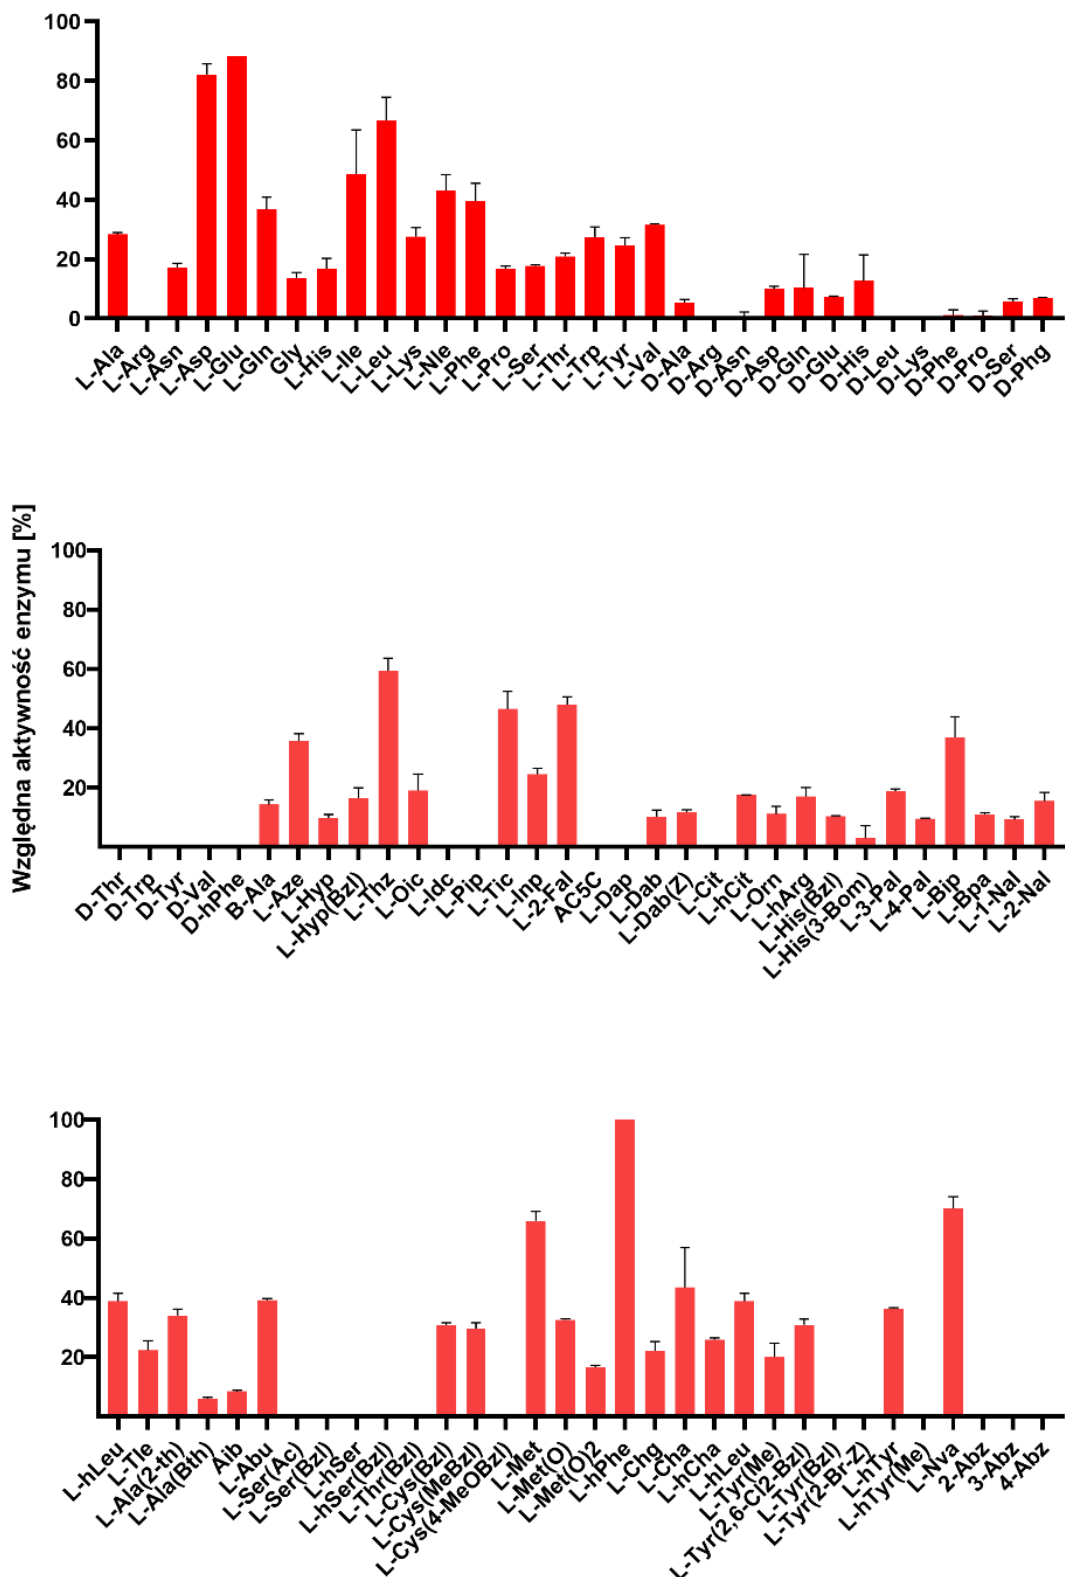 100
80
60
40
20
0
L-Ala
L-Arg
L-Asn
L-Asp
L-Glu
L-Gln
Gly
L-His
L-Ile
L-Leu
L-Lys
L-Nle
L-Phe
L-Pro
L-Ser
L-Thr
L-Trp
L-Tyr
L-Val
D-Ala
D-Arg
D-Asn
D-Asp
D-Gln
D-Glu
D-His
D-Leu
D-Lys
D-Phe
D-Pro
D-Ser
D-Phg
Względna aktywność enzymu [%]
100
80
60
40
20
D-Thr
D-Trp
D-Tyr
D-Val
D-hPhe
B-Ala
L-Aze
L-Hyp
L-Hyp(Bzl)
L-Thz
L-Oic
L-Idc
L-Pip
L-Tic
L-Inp
L-2-Fal
AC5C
L-Dap
L-Dab
L-Dab(Z)
L-Cit
L-hCit
L-Orn
L-hArg
L-His(Bzl)
L-His(3-Bom)
L-3-Pal
L-4-Pal
L-Bip
L-Bpa
L-1-Nal
L-2-Nal
100
80
60
40
20
L-hLeu
L-Tle
L-Ala(2-th)
L-Ala(Bth)
Aib
L-Abu
L-Ser(Ac)
L-Ser(Bzl)
L-hSer
L-hSer(Bzl)
L-Thr(Bzl)
L-Cys(Bzl)
L-Cys(MeBzl)
L-Cys(4-MeOBzl)
L-Met
L-Met(O)
L-Met(O)2
L-hPhe
L-Chg
L-Cha
L-hCha
L-hLeu
L-Tyr(Me)
L-Tyr(2,6-Cl2-Bzl)
L-Tyr(Bzl)
L-Tyr(2-Br-Z)
L-hTyr
L-hTyr(Me)
L-Nva
2-Abz
3-Abz
4-Abz